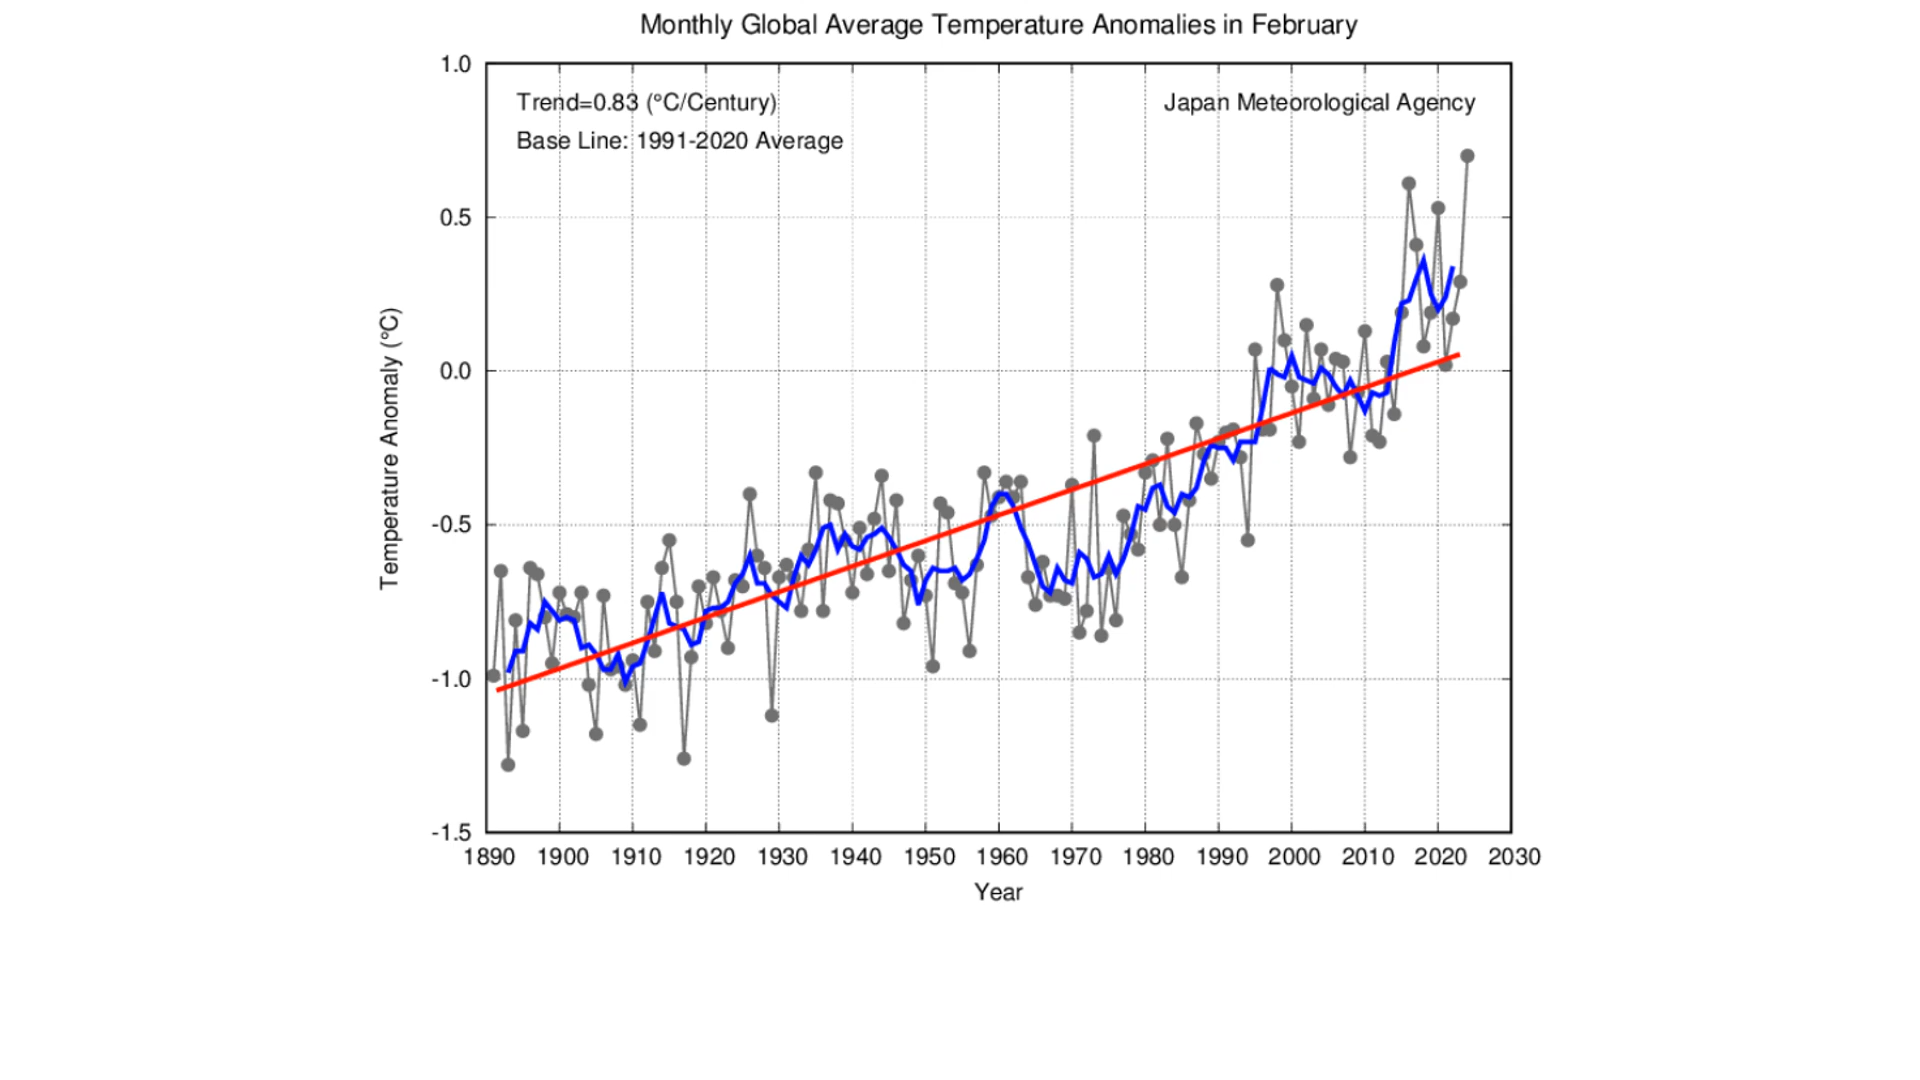 Monthly Global Average Temperature Anomalies in February
Trend=0.83 (°C/Century)
Japan Meteorological Agency
Base Line: 1991-2020 Average
Temperature Anomaly (°C)
1.0
0.5
0.0
-0.5
-1.0
-1.5
1890 1900 1910 1920 1930 1940 1950 1960 1970 1980 1990 2000 2010 2020 2030
Year